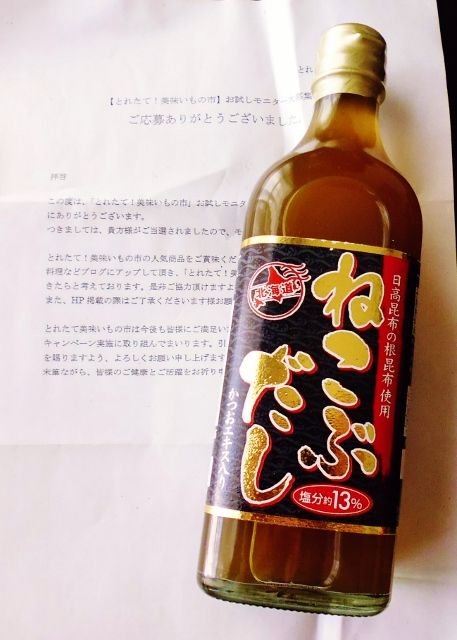 とれた
【とれたて！美味いもの市】お試しモニター
ご応募ありがとうございました
拝啓
この度は、「とれたて！美味いもの市」お試しモニタ
にありがとうございます。
つきましては、貴方様がご当選されましたので、モ
とれたて！美味いもの市の人気商品をご賞味くだ
料理などブログにアップして頂き、「とれたて！美
きたらと考えております。是非ご協力頂けますよ
また、HP 掲載の際はご了承くださいます様お願
とれたて美味いもの市は今後も皆様にご満足い
キャンペーン実施に取り組んでまいります。引
を賜りますよう、よろしくお願い申し上げます
末筆ながら、皆様のご健康とご活躍をお祈り申
北海道
日高昆布の根昆布使用
ねこぶだし
かつおエキス入り
塩分約13%